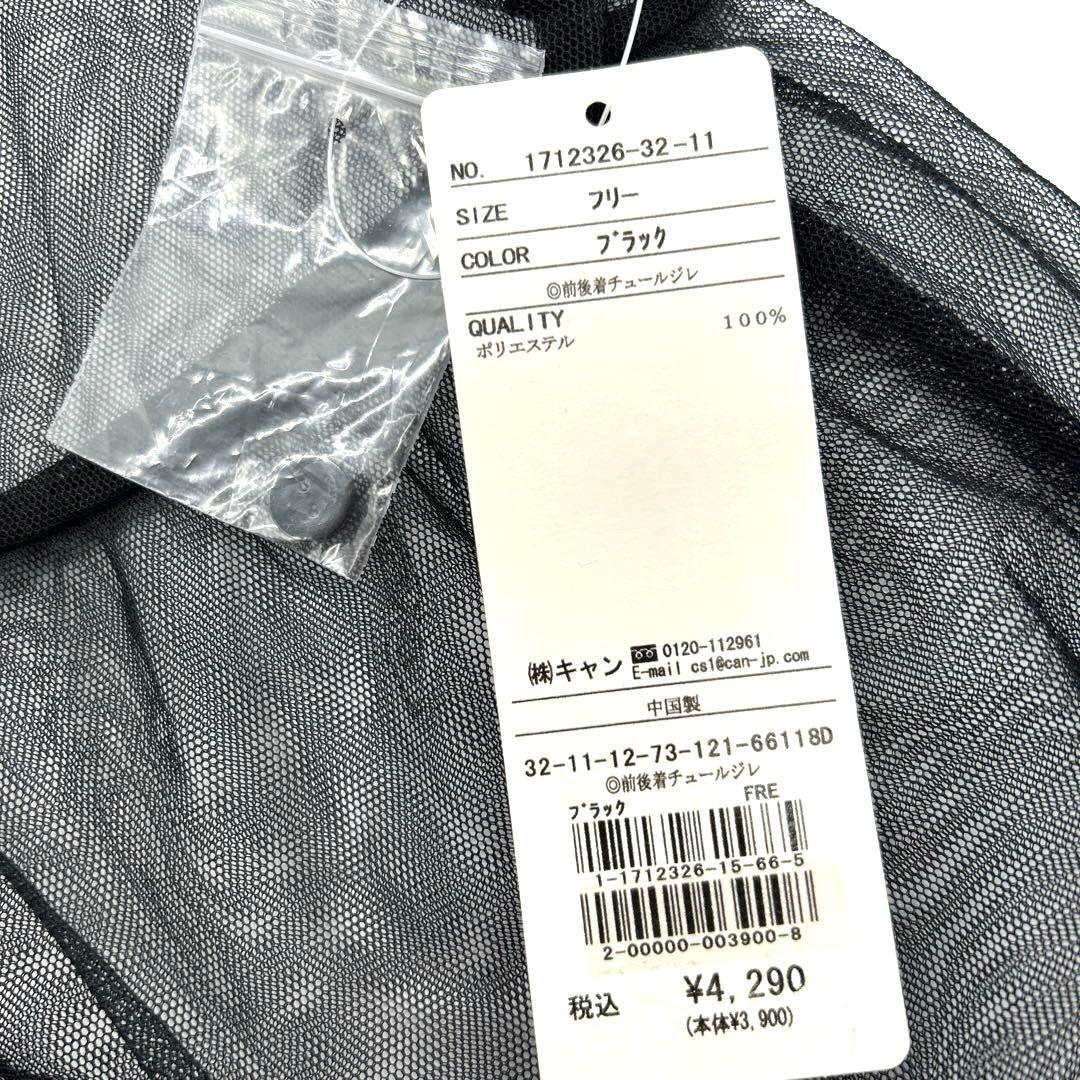 NO. 1712326-32-11
SIZE フリー
COLOR ブラック
◎前後着チュールジレ
QUALITY 100%
ポリエステル
㈱キャン 0120-112961
E-mail cs1@can-jp.com
中国製
32-11-12-73-121-66118D
◎前後着チュールジレ
ブラック FRE
1-1712326-15-66-5
2-00000-003900-8
税込 ¥4,290
(本体¥3,900)